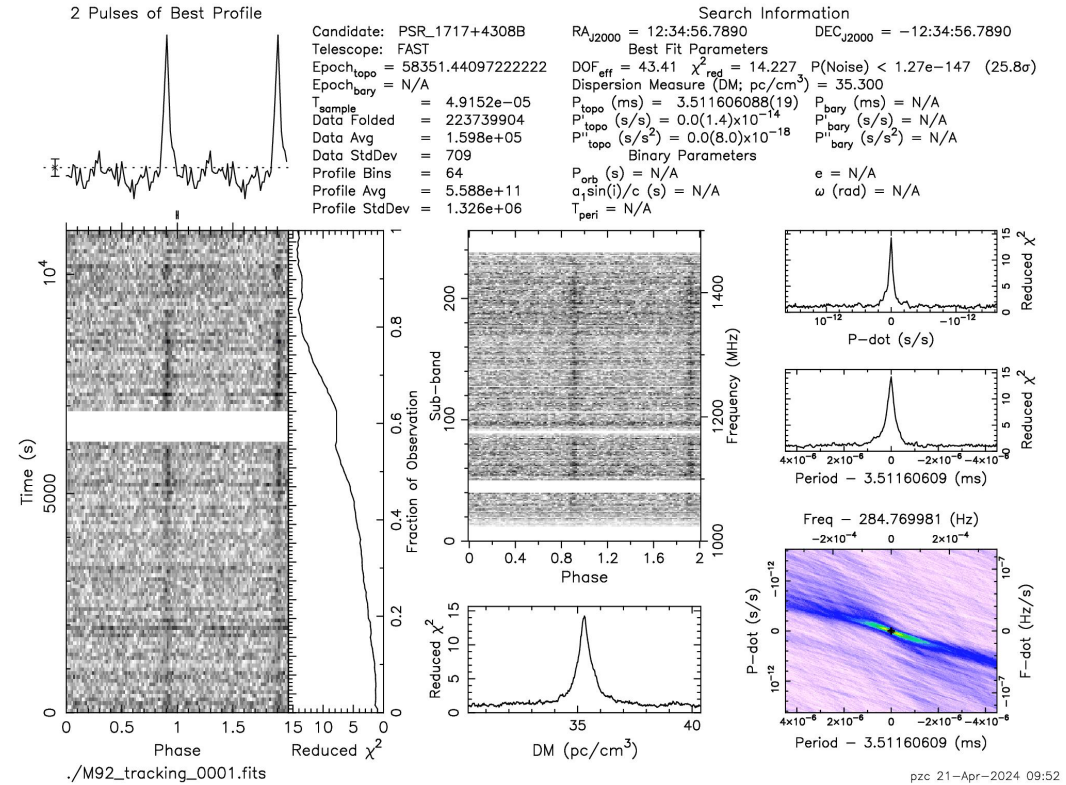 2 Pulses of Best Profile
Candidate: PSR_1717+4308B
Telescope: FAST
Epoch_topo = 58351.44097222222
Epoch_bary = N/A
T_sample = 4.9152e-05
Data Folded = 223739904
Data Avg = 1.598e+05
Data StdDev = 709
Profile Bins = 64
Profile Avg = 5.588e+11
Profile StdDev = 1.326e+06
Search Information
RA_J2000 = 12:34:56.7890 DEC_J2000 = -12:34:56.7890
Best Fit Parameters
DOF_eff = 43.41 χ²_red = 14.227 P(Noise) < 1.27e-147 (25.8σ)
Dispersion Measure (DM; pc/cm³) = 35.300
P_topo (ms) = 3.511606088(19) P_bary (ms) = N/A
P'_topo (s/s) = 0.0(1.4)x10⁻¹⁴ P'_bary (s/s) = N/A
P''_topo (s/s²) = 0.0(8.0)x10⁻¹⁸ P''_bary (s/s²) = N/A
Binary Parameters
P_orb (s) = N/A e = N/A
a₁sin(i)/c (s) = N/A ω (rad) = N/A
T_peri = N/A
Time (s)
10⁴
5000
0
0 0.5 1 1.5
Phase
15 10 5 0
Reduced χ²
0 0.2 0.4 0.6 0.8 1
Fraction of Observation
Sub-band
0 100 200
Frequency (MHz)
1000 1200 1400
0 0.4 0.8 1.2 1.6 2
Phase
Reduced χ²
0 5 10 15
35 40
DM (pc/cm³)
Reduced χ²
0 5 10 15
10⁻¹² 0 -10⁻¹²
P-dot (s/s)
Reduced χ²
0 5 10 15
4×10⁻⁶ 2×10⁻⁶ 0 -2×10⁻⁶ -4×10⁻⁶
Period - 3.51160609 (ms)
Freq - 284.769981 (Hz)
-2×10⁻⁴ 0 2×10⁻⁴
P-dot (s/s)
-10⁻¹² 0 10⁻¹²
F-dot (Hz/s)
10⁻⁷ 0 -10⁻⁷
4×10⁻⁶ 2×10⁻⁶ 0 -2×10⁻⁶ -4×10⁻⁶
Period - 3.51160609 (ms)
./M92_tracking_0001.fits
pzc 21-Apr-2024 09:52